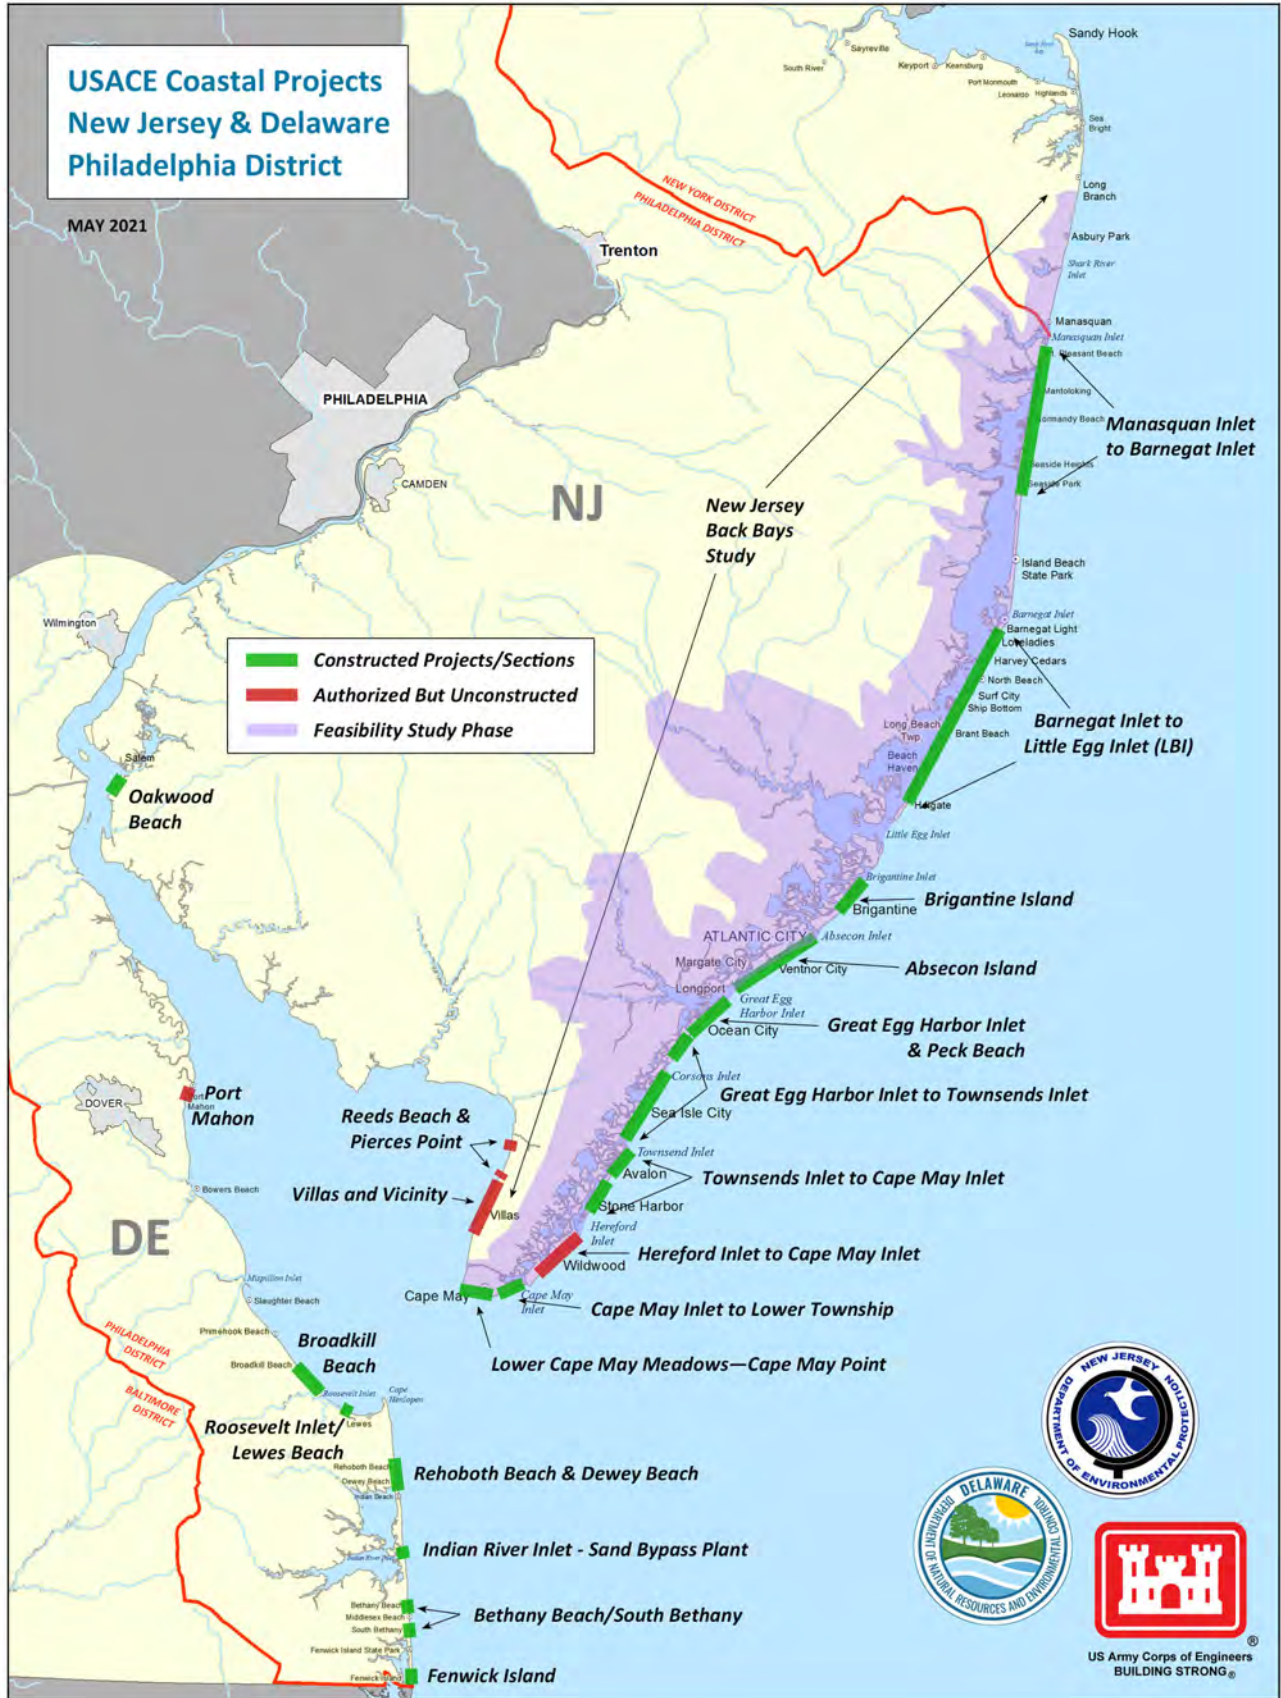 USACE Coastal Projects
New Jersey & Delaware
Philadelphia District
MAY 2021
Sandy Hook
Sayreville
South River
Keyport
Keansburg
Port Monmouth
Leonardo
Highlands
Sea
Bright
Long
Branch
NEW YORK DISTRICT
PHILADELPHIA DISTRICT
Asbury Park
Trenton
Shark River
Inlet
Manasquan
Manasquan Inlet
Pleasant Beach
Mantoloking
Normandy Beach
PHILADELPHIA
Manasquan Inlet
to Barnegat Inlet
Seaside Heights
Seaside Park
CAMDEN
NJ
New Jersey
Back Bays
Study
Island Beach
State Park
Barnegat Inlet
Barnegat Light
Loveladies
Wilmington
Constructed Projects/Sections
Authorized But Unconstructed
Feasibility Study Phase
Harvey Cedars
North Beach
Surf City
Ship Bottom
Long Beach
Twp.
Brant Beach
Barnegat Inlet to
Little Egg Inlet (LBI)
Beach
Haven
Salem
Oakwood
Beach
Holgate
Little Egg Inlet
Brigantine Inlet
Brigantine Island
Brigantine
ATLANTIC CITY
Absecon Inlet
Margate City
Ventnor City
Absecon Island
Longport
Great Egg
Harbor Inlet
Ocean City
Great Egg Harbor Inlet
& Peck Beach
Corsons Inlet
Great Egg Harbor Inlet to Townsends Inlet
Sea Isle City
DOVER
Port
Mahon
Port
Mahon
Reeds Beach &
Pierces Point
Townsend Inlet
Avalon
Townsends Inlet to Cape May Inlet
Bowers Beach
Villas and Vicinity
Villas
Stone Harbor
DE
Hereford
Inlet
Hereford Inlet to Cape May Inlet
Wildwood
Mispillon Inlet
Slaughter Beach
Cape May
Cape May
Inlet
Cape May Inlet to Lower Township
Primehook Beach
PHILADELPHIA
DISTRICT
BALTIMORE
DISTRICT
Broadkill
Beach
Broadkill Beach
Lower Cape May Meadows—Cape May Point
Roosevelt Inlet
Cape
Henlopen
Lewes
Roosevelt Inlet/
Lewes Beach
Rehoboth Beach
Dewey Beach
Indian Beach
Rehoboth Beach & Dewey Beach
Indian River Inlet
Indian River Inlet - Sand Bypass Plant
Bethany Beach
Middlesex Beach
South Bethany
Bethany Beach/South Bethany
Fenwick Island State Park
Fenwick Island
Fenwick Island
NEW JERSEY
DEPARTMENT OF ENVIRONMENTAL PROTECTION
DELAWARE
DEPARTMENT OF NATURAL RESOURCES AND ENVIRONMENTAL CONTROL
®
US Army Corps of Engineers
BUILDING STRONG®